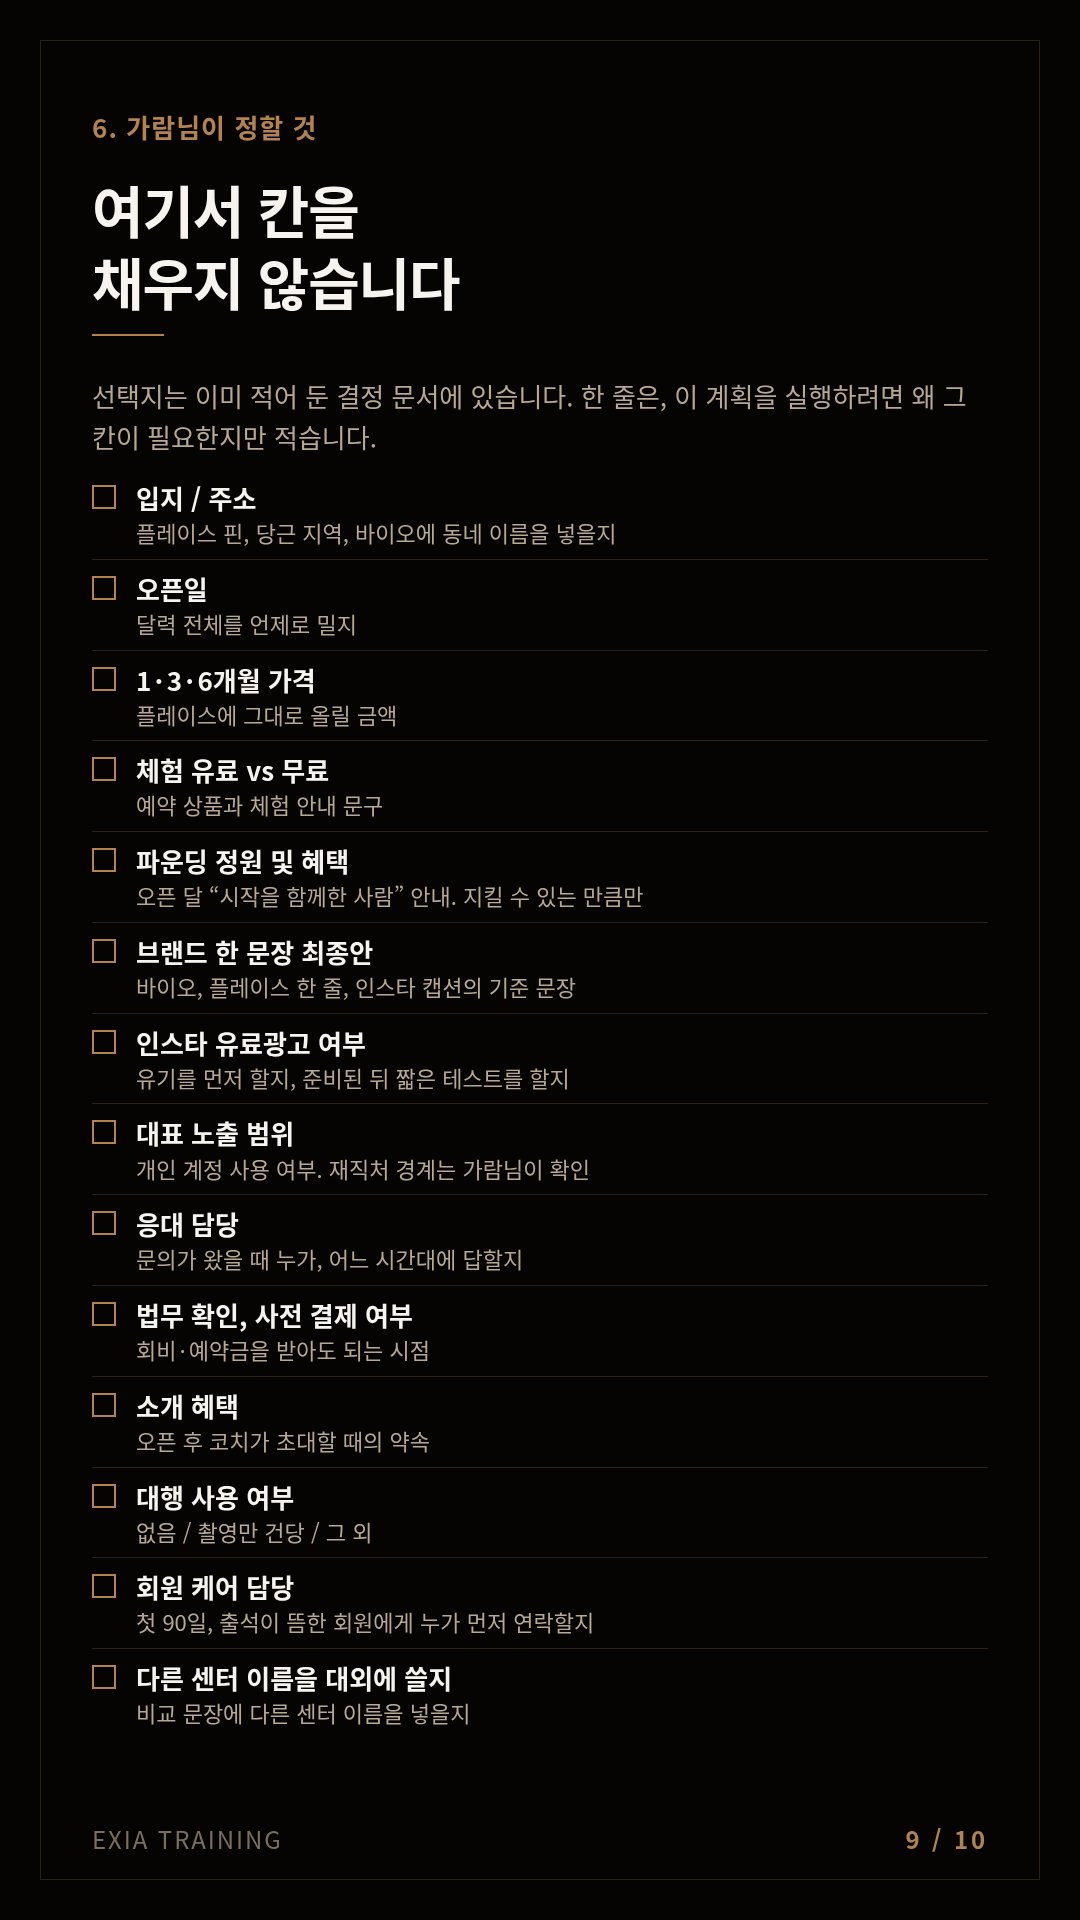 6. 가람님이 정할 것
여기서 칸을
채우지 않습니다
선택지는 이미 적어 둔 결정 문서에 있습니다. 한 줄은, 이 계획을 실행하려면 왜 그
칸이 필요한지만 적습니다.
입지 / 주소
플레이스 핀, 당근 지역, 바이오에 동네 이름을 넣을지
오픈일
달력 전체를 언제로 밀지
1·3·6개월 가격
플레이스에 그대로 올릴 금액
체험 유료 vs 무료
예약 상품과 체험 안내 문구
파운딩 정원 및 혜택
오픈 달 “시작을 함께한 사람” 안내. 지킬 수 있는 만큼만
브랜드 한 문장 최종안
바이오, 플레이스 한 줄, 인스타 캡션의 기준 문장
인스타 유료광고 여부
유기를 먼저 할지, 준비된 뒤 짧은 테스트를 할지
대표 노출 범위
개인 계정 사용 여부. 재직처 경계는 가람님이 확인
응대 담당
문의가 왔을 때 누가, 어느 시간대에 답할지
법무 확인, 사전 결제 여부
회비·예약금을 받아도 되는 시점
소개 혜택
오픈 후 코치가 초대할 때의 약속
대행 사용 여부
없음 / 촬영만 건당 / 그 외
회원 케어 담당
첫 90일, 출석이 뜸한 회원에게 누가 먼저 연락할지
다른 센터 이름을 대외에 쓸지
비교 문장에 다른 센터 이름을 넣을지
EXIA TRAINING
9 / 10